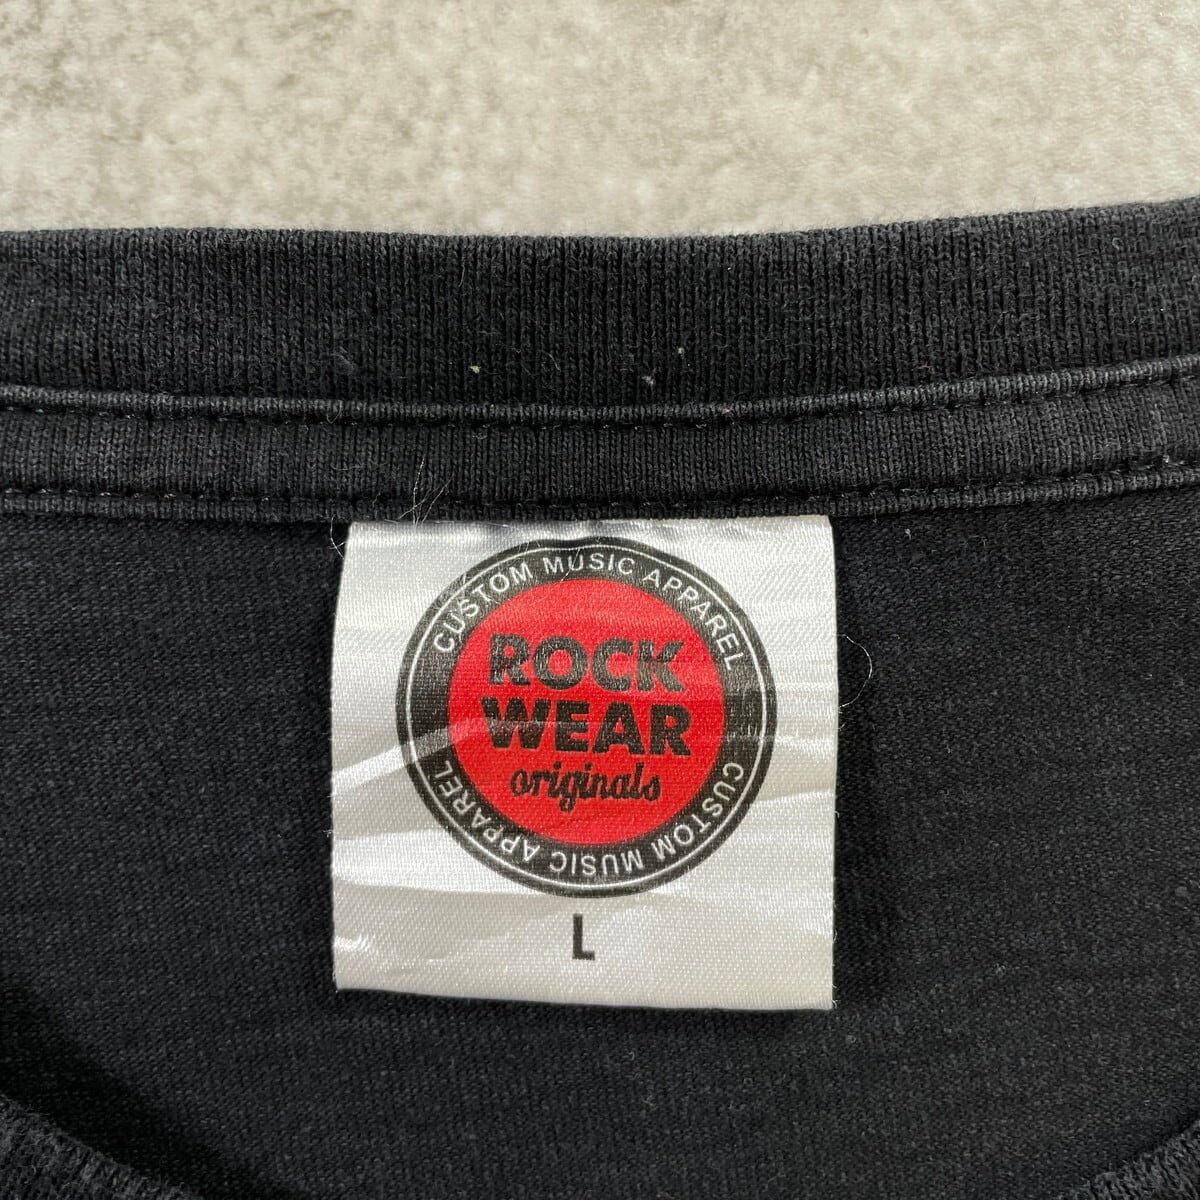 CUSTOM MUSIC APPAREL
ROCK
WEAR
originals
CUSTOM MUSIC APPAREL
L